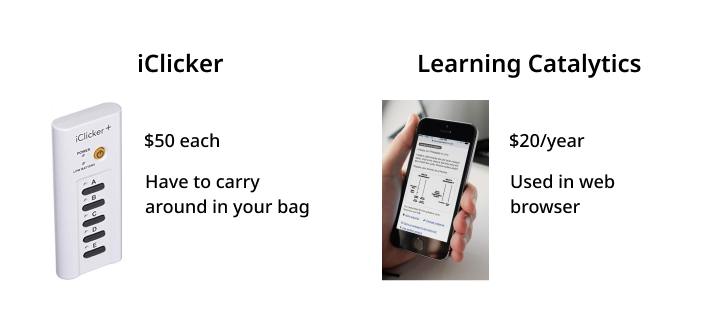 iClicker
Learning Catalytics
iClicker+
POWER
LOW BATTERY
A
B
C
D
E
$50 each
Have to carry
around in your bag
$20/year
Used in web
browser